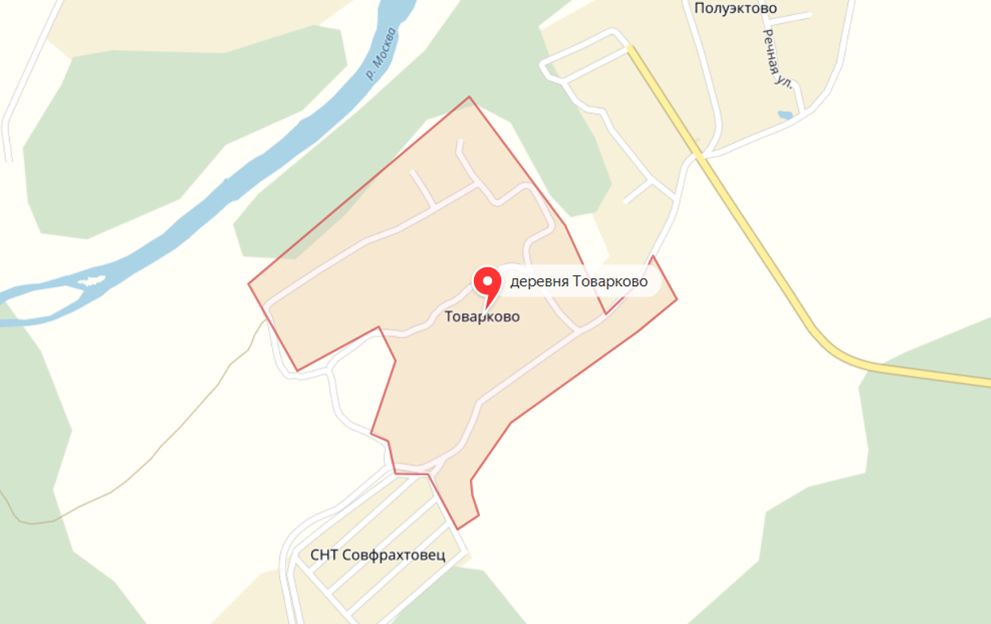 Полуэктово
Речная ул.
р. Москва
деревня Товарково
Товарково
СНТ Совфрахтовец